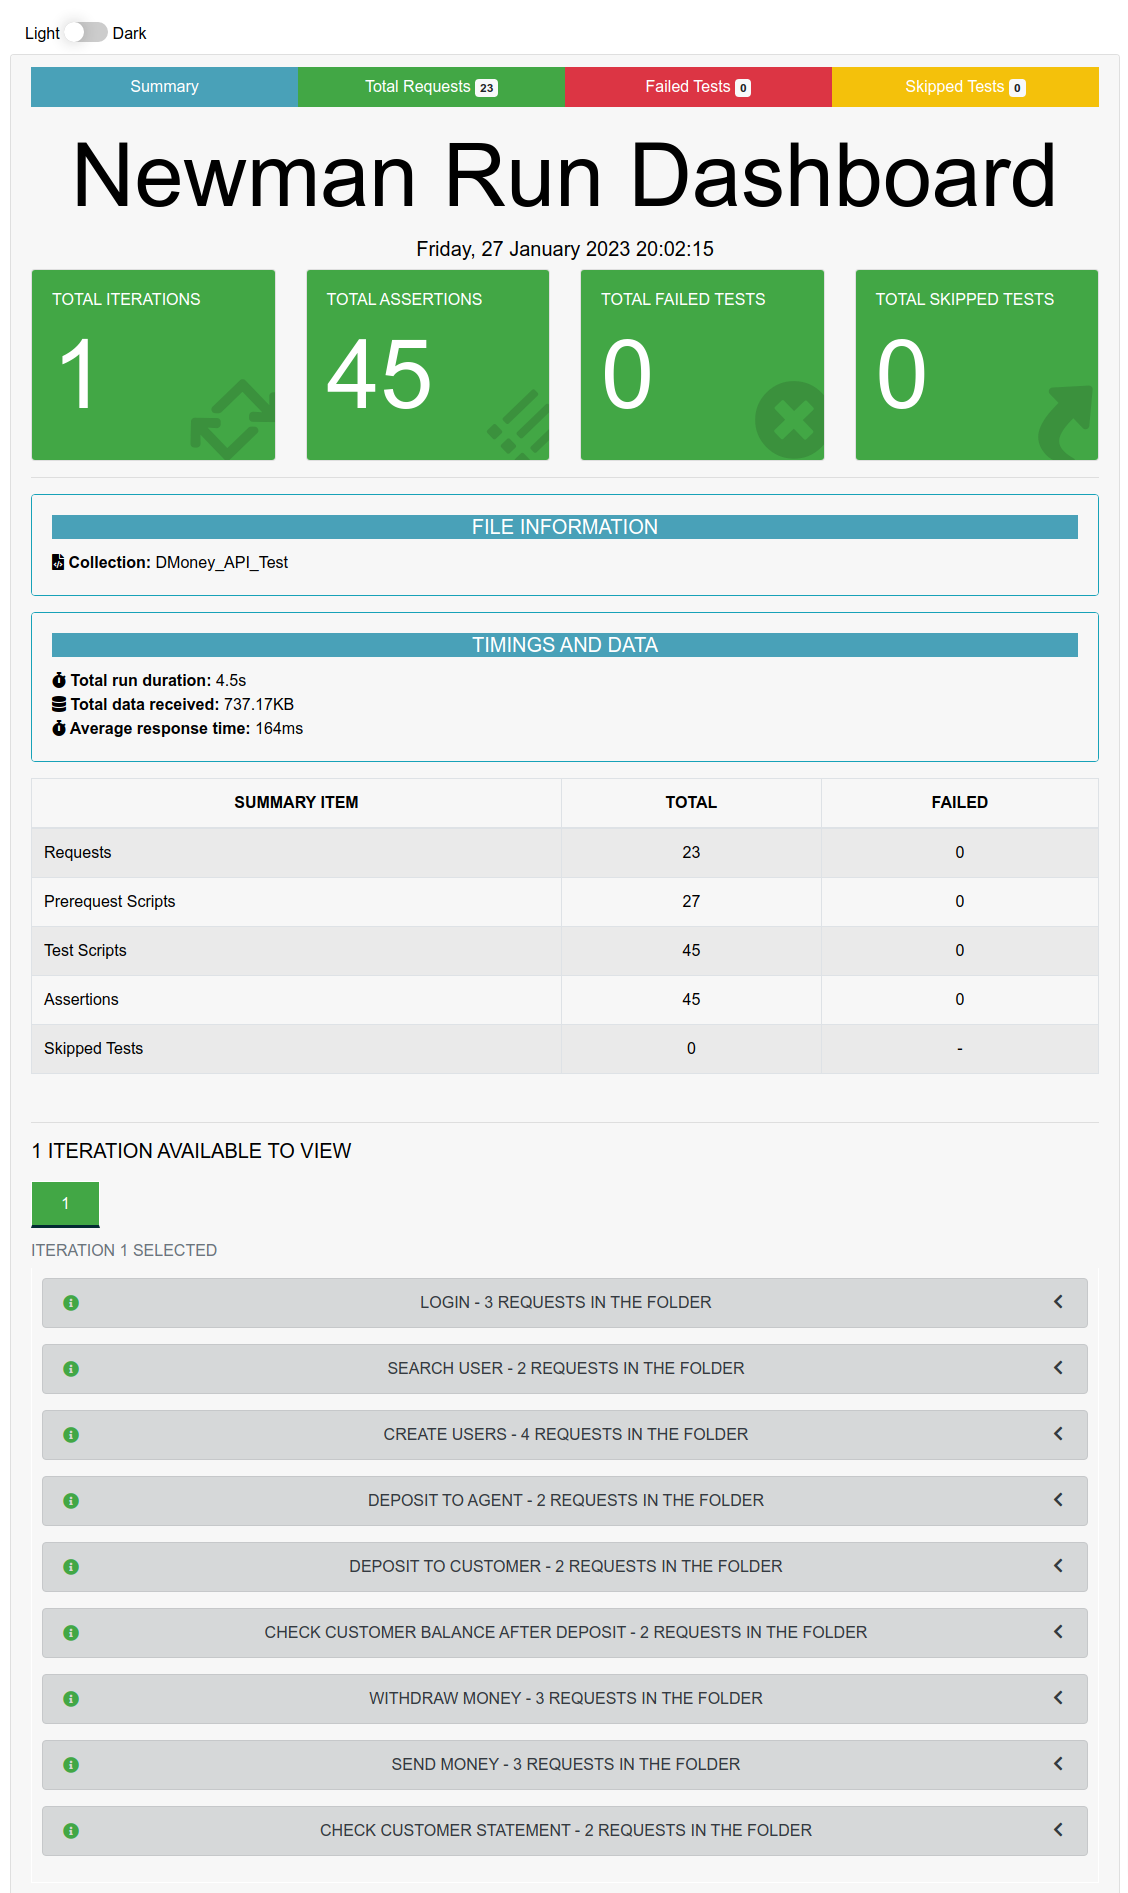 Light Dark
Summary Total Requests 23 Failed Tests 0 Skipped Tests 0
Newman Run Dashboard
Friday, 27 January 2023 20:02:15
TOTAL ITERATIONS TOTAL ASSERTIONS TOTAL FAILED TESTS TOTAL SKIPPED TESTS
1 45 0 0
FILE INFORMATION
Collection: DMoney_API_Test
TIMINGS AND DATA
Total run duration: 4.5s
Total data received: 737.17KB
Average response time: 164ms
SUMMARY ITEM TOTAL FAILED
Requests 23 0
Prerequest Scripts 27 0
Test Scripts 45 0
Assertions 45 0
Skipped Tests 0 -
1 ITERATION AVAILABLE TO VIEW
1
ITERATION 1 SELECTED
LOGIN - 3 REQUESTS IN THE FOLDER
SEARCH USER - 2 REQUESTS IN THE FOLDER
CREATE USERS - 4 REQUESTS IN THE FOLDER
DEPOSIT TO AGENT - 2 REQUESTS IN THE FOLDER
DEPOSIT TO CUSTOMER - 2 REQUESTS IN THE FOLDER
CHECK CUSTOMER BALANCE AFTER DEPOSIT - 2 REQUESTS IN THE FOLDER
WITHDRAW MONEY - 3 REQUESTS IN THE FOLDER
SEND MONEY - 3 REQUESTS IN THE FOLDER
CHECK CUSTOMER STATEMENT - 2 REQUESTS IN THE FOLDER